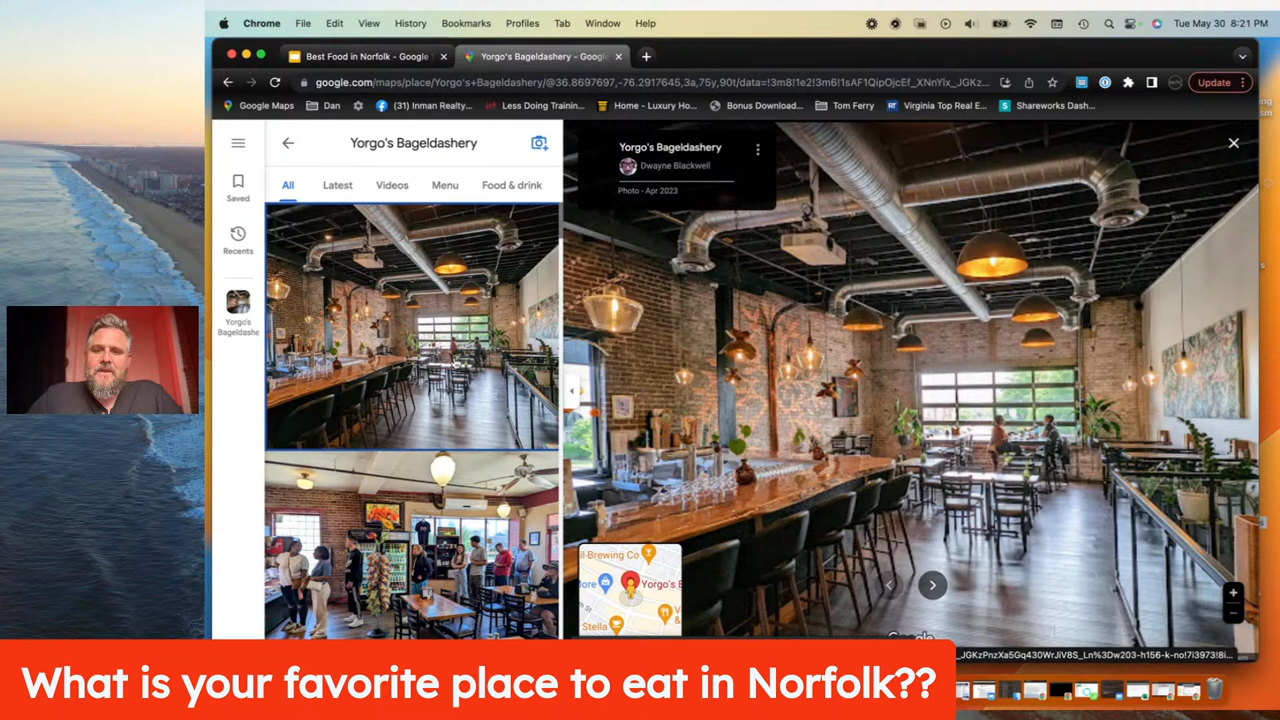 Chrome File Edit View History Bookmarks Profiles Tab Window Help Tue May 30 8:21 PM
Best Food in Norfolk - Google Yorgo's Bageldashery - Goog
google.com/maps/place/Yorgo's+Bageldashery/@36.8697697,-76.2917645,3a,75y,90t/data=!3m8!1e2!3m6!1sAF1QipOjcEf_XNnYlx_JGKz... Update
Google Maps Dan (31) Inman Realty... Less Doing Trainin... Home - Luxury Ho... Bonus Download... Tom Ferry Virginia Top Real E... Shareworks Dash...
Yorgo's Bageldashery
Saved
Recents
Yorgo's
Bageldashe
All Latest Videos Menu Food & drink
Yorgo's Bageldashery
Dwayne Blackwell
Photo - Apr 2023
il-Brewing Co
ore Yorgo's B
Stella
Google
What is your favorite place to eat in Norfolk??